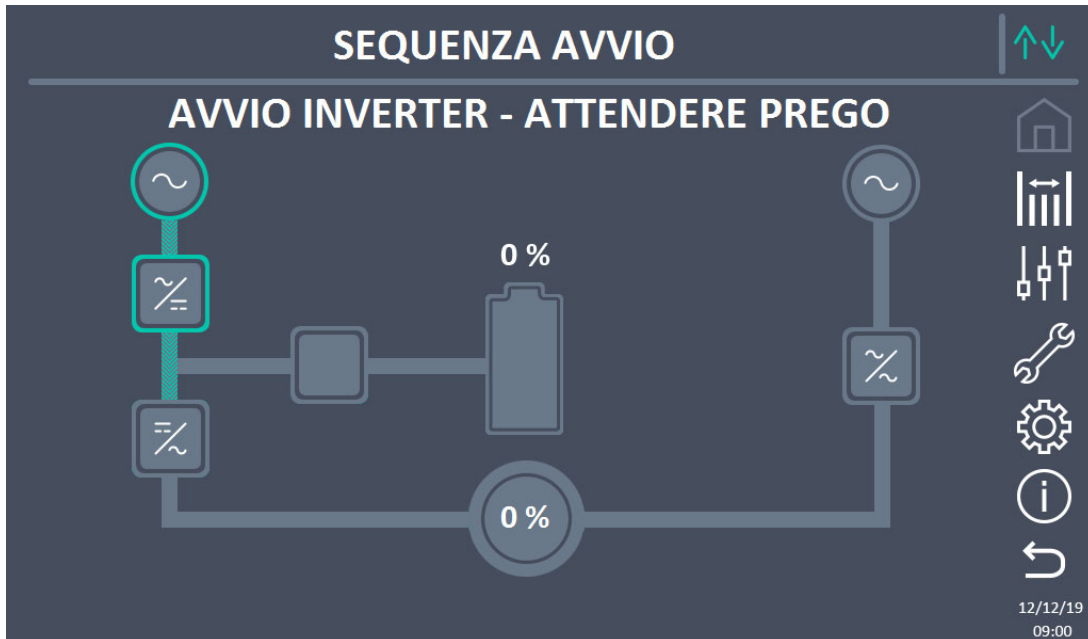 SEQUENZA AVVIO
AVVIO INVERTER - ATTENDERE PREGO
0 %
0 %
12/12/19
09:00